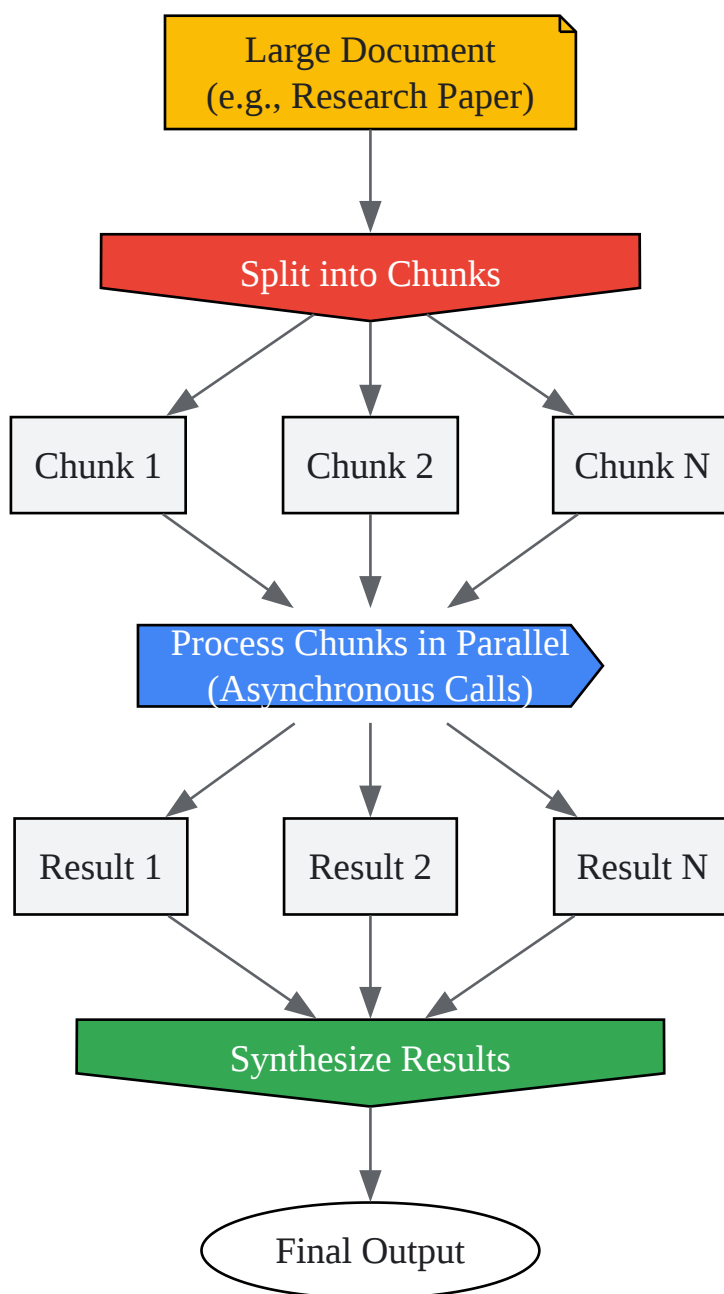 Large Document
(e.g., Research Paper)
Split into Chunks
Chunk 1
Chunk 2
Chunk N
Process Chunks in Parallel
(Asynchronous Calls)
Result 1
Result 2
Result N
Synthesize Results
Final Output